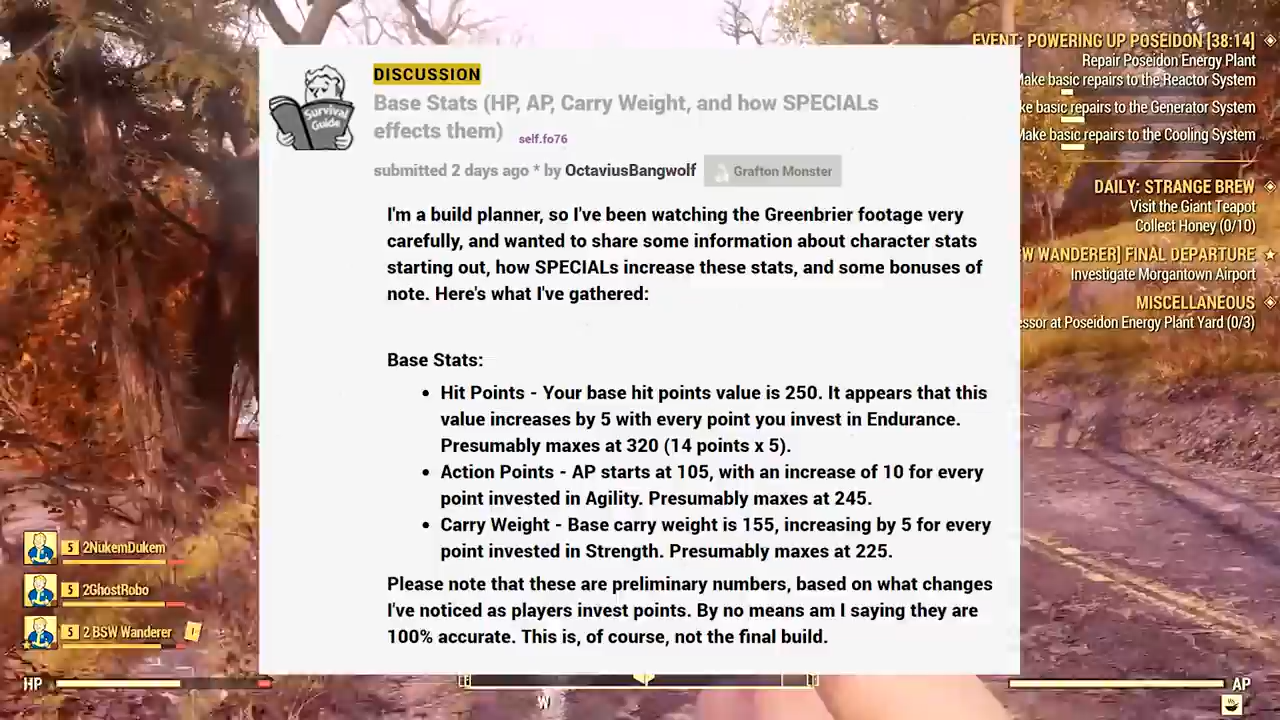 EVENT: POWERING UP POSEIDON [38:14]
Repair Poseidon Energy Plant
Make basic repairs to the Reactor System
basic repairs to the Generator System
Make basic repairs to the Cooling System
DAILY: STRANGE BREW
Visit the Giant Teapot
Collect Honey (0/10)
WANDERER] FINAL DEPARTURE
Investigate Morgantown Airport
MISCELLANEOUS
at Poseidon Energy Plant Yard (0/3)
Survival
Guide
DISCUSSION
Base Stats (HP, AP, Carry Weight, and how SPECIALs
effects them) self.fo76
submitted 2 days ago * by OctaviusBangwolf Grafton Monster
I'm a build planner, so I've been watching the Greenbrier footage very
carefully, and wanted to share some information about character stats
starting out, how SPECIALs increase these stats, and some bonuses of
note. Here's what I've gathered:
Base Stats:
• Hit Points - Your base hit points value is 250. It appears that this
value increases by 5 with every point you invest in Endurance.
Presumably maxes at 320 (14 points x 5).
• Action Points - AP starts at 105, with an increase of 10 for every
point invested in Agility. Presumably maxes at 245.
• Carry Weight - Base carry weight is 155, increasing by 5 for every
point invested in Strength. Presumably maxes at 225.
Please note that these are preliminary numbers, based on what changes
I've noticed as players invest points. By no means am I saying they are
100% accurate. This is, of course, not the final build.
5 2NukemDukem
5 2GhostRobo
5 2 BSW Wanderer
HP
W
AP